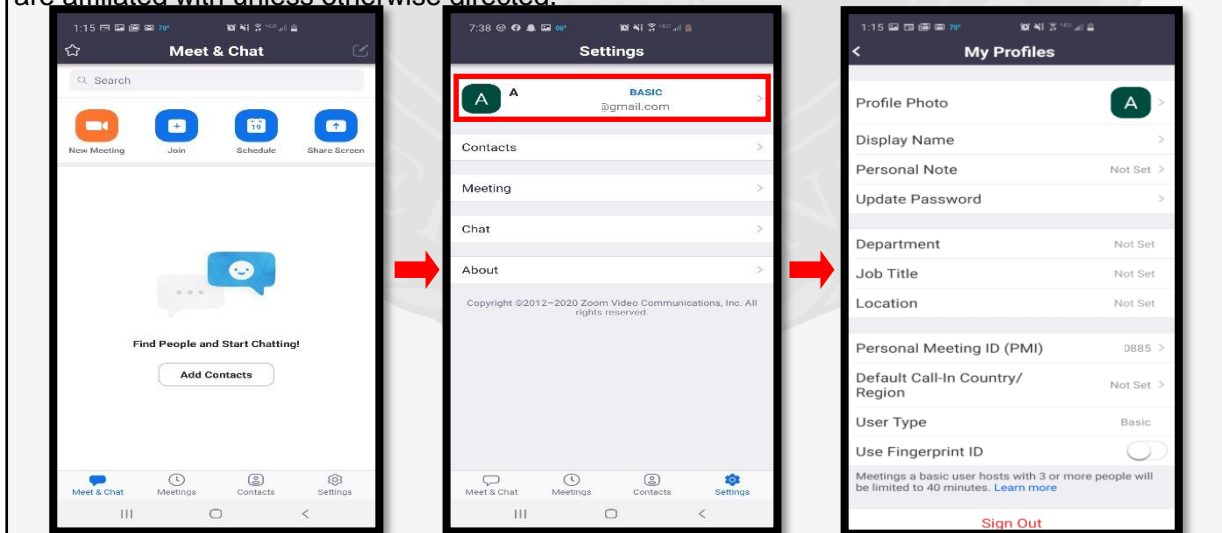 are affiliated with unless otherwise directed.
1:15 70°
Meet & Chat
Search
New Meeting Join Schedule Share Screen
19
Find People and Start Chatting!
Add Contacts
Meet & Chat Meetings Contacts Settings
7:38
Settings
A A BASIC
@gmail.com
Contacts
Meeting
Chat
About
Copyright ©2012-2020 Zoom Video Communications, Inc. All
rights reserved.
Meet & Chat Meetings Contacts Settings
1:15 70°
My Profiles
Profile Photo A
Display Name
Personal Note Not Set
Update Password
Department Not Set
Job Title Not Set
Location Not Set
Personal Meeting ID (PMI) 0885
Default Call-In Country/
Region Not Set
User Type Basic
Use Fingerprint ID
Meetings a basic user hosts with 3 or more people will
be limited to 40 minutes. Learn more
Sign Out